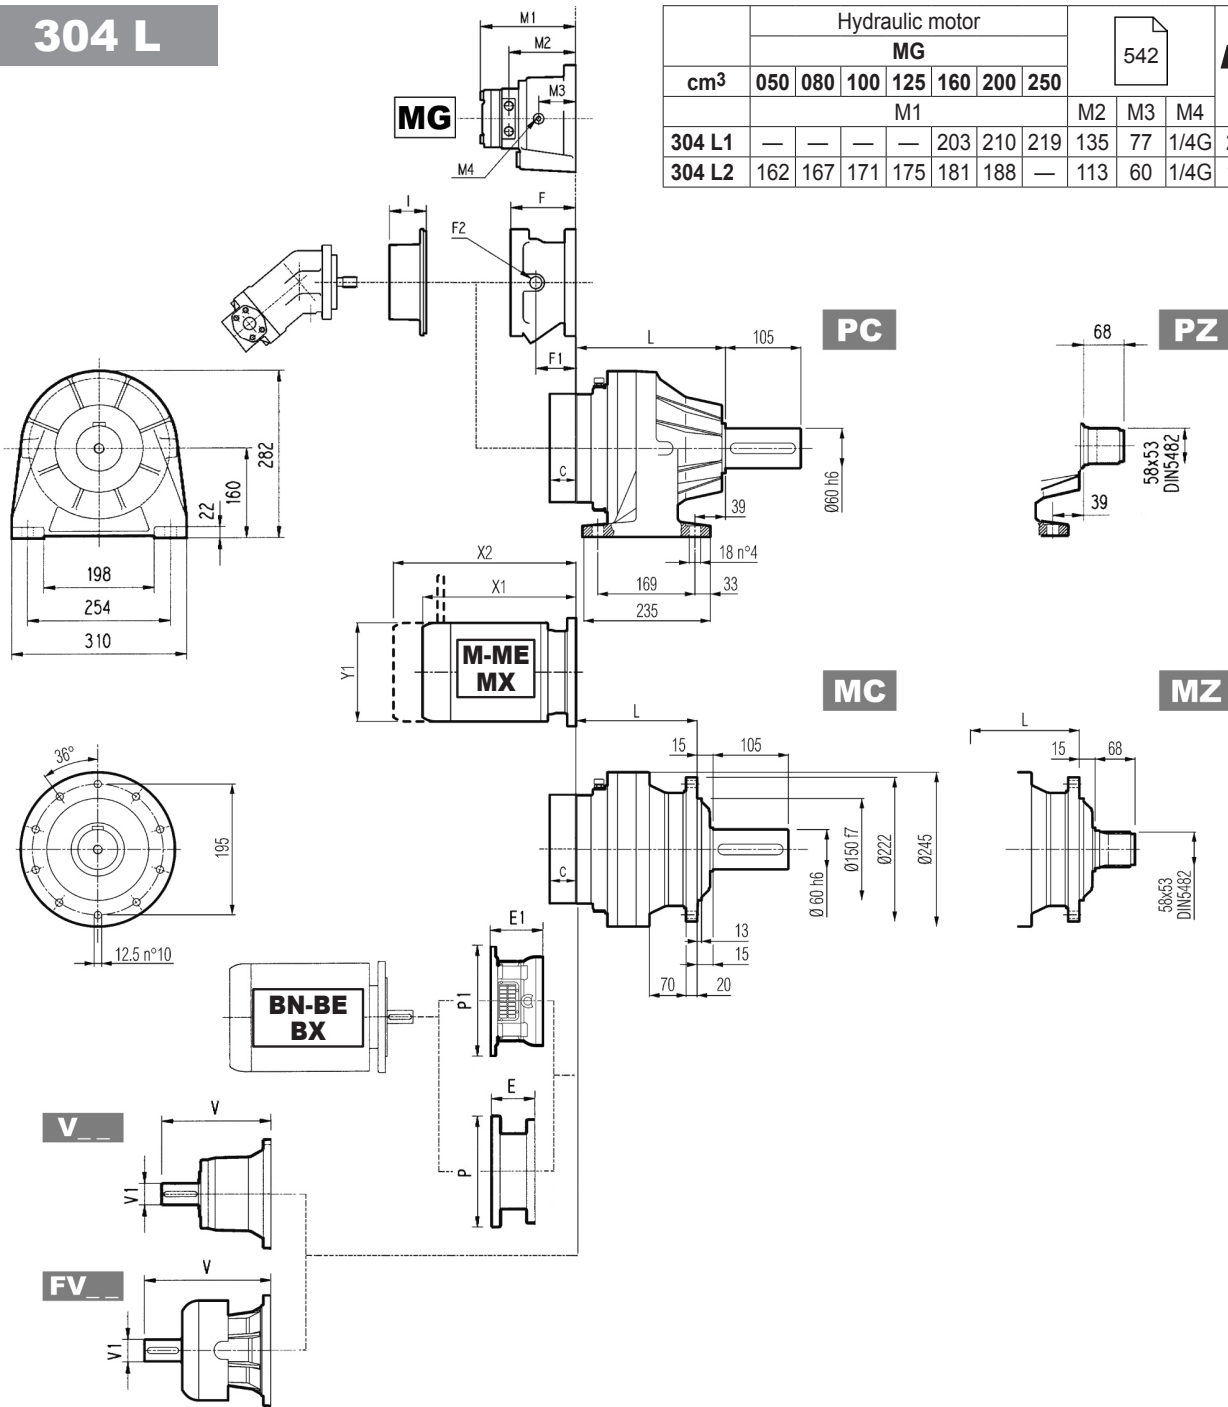 304 L
M1
M2
M3
MG
M4
Hydraulic motor
MG
542
cm3 050 080 100 125 160 200 250
M1 M2 M3 M4
304 L1 — — — — 203 210 219 135 77 1/4G
304 L2 162 167 171 175 181 188 — 113 60 1/4G
I
F
F2
F1
L
105
PC
68
PZ
282
160
22
198
254
310
C
39
Ø60 h6
18 n°4
169
33
235
58x53
DIN5482
39
X2
X1
Y1
M-ME
MX
MC
MZ
L
15
105
L
15
68
36°
195
12.5 n°10
C
Ø 60 h6
Ø150 f7
Ø222
Ø245
13
15
70
20
58x53
DIN5482
E1
P1
BN-BE
BX
E
P
V_ _
V
V1
FV_ _
V
V1